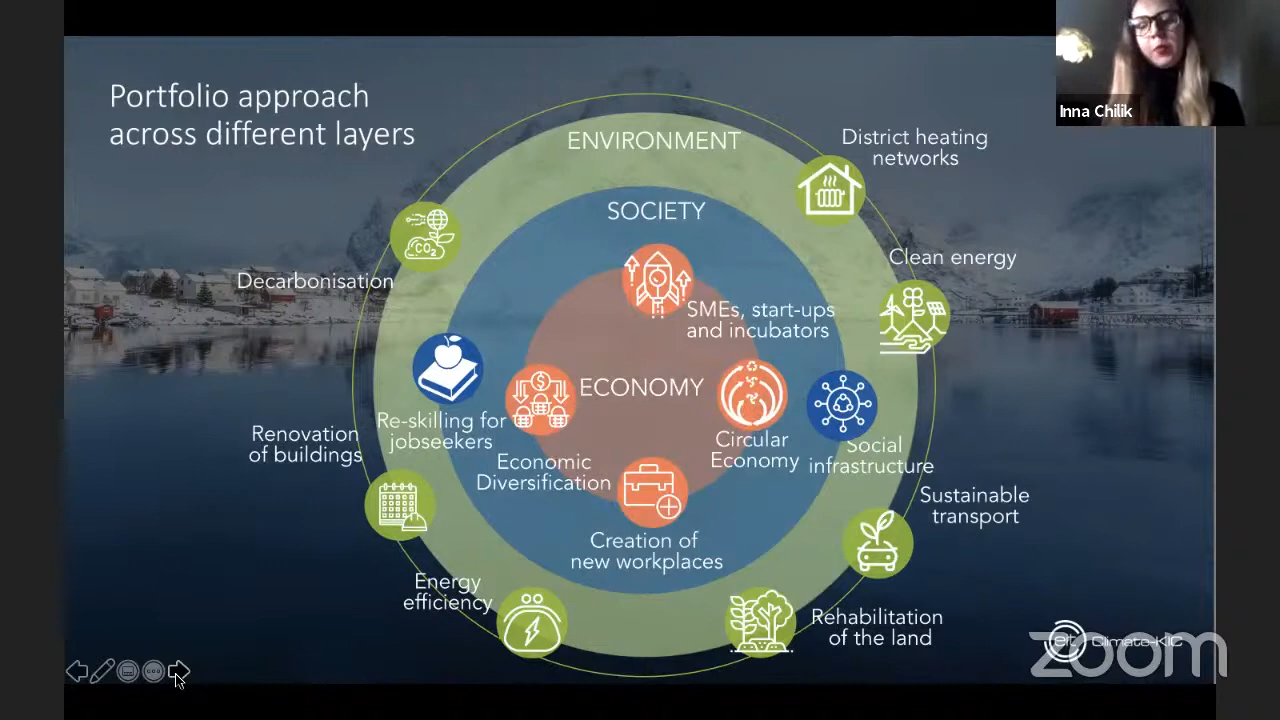 Portfolio approach
across different layers
Inna Chilik
ENVIRONMENT
District heating
networks
SOCIETY
Clean energy
CO2
Decarbonisation
SMEs, start-ups
and incubators
$
ECONOMY
Re-skilling for
jobseekers
Circular
Economy
Renovation
of buildings
Social
infrastructure
Economic
Diversification
Sustainable
transport
Creation of
new workplaces
Energy
efficiency
Rehabilitation
of the land
eit Climate-KIC
zoom